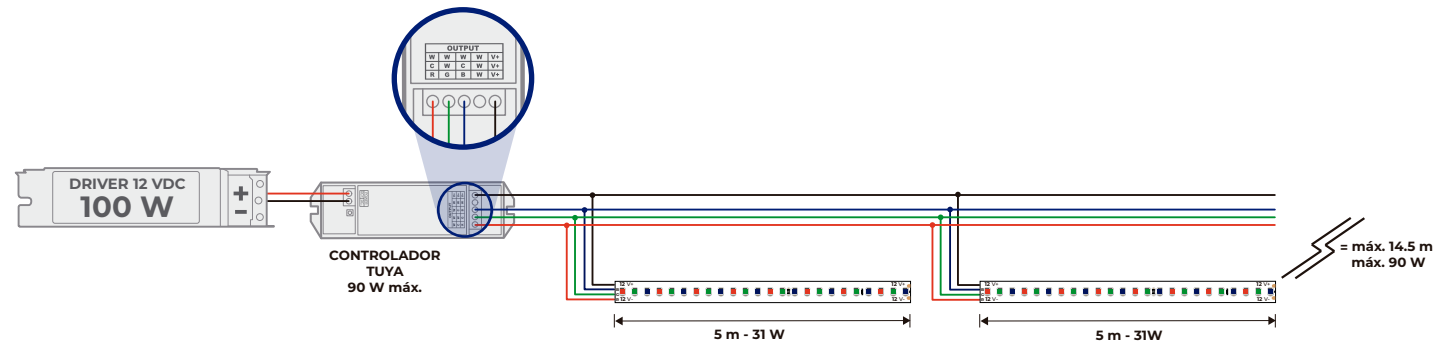 OUTPUT
W W W W V+
C W C W V+
R G B W V+
DRIVER 12 VDC
100 W
+
-
CONTROLADOR
TUYA
90 W máx.
12 V+
12 V+
12 V-
12 V-
5 m - 31 W
12 V+
12 V+
12 V-
12 V-
5 m - 31W
= máx. 14.5 m
máx. 90 W